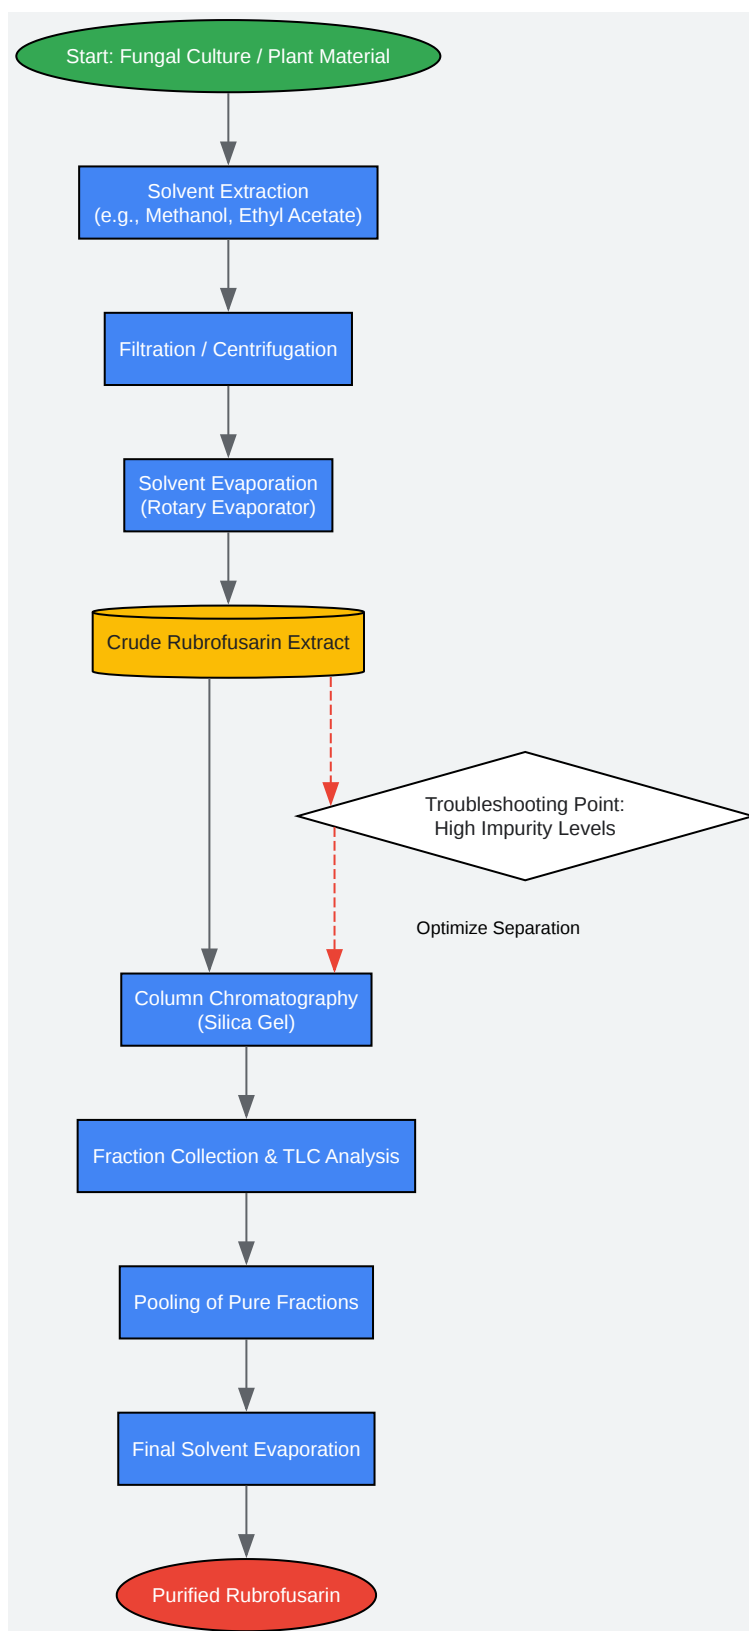 Start: Fungal Culture / Plant Material
Solvent Extraction
(e.g., Methanol, Ethyl Acetate)
Filtration / Centrifugation
Solvent Evaporation
(Rotary Evaporator)
Crude Rubrofusarin Extract
Troubleshooting Point:
High Impurity Levels
Optimize Separation
Column Chromatography
(Silica Gel)
Fraction Collection & TLC Analysis
Pooling of Pure Fractions
Final Solvent Evaporation
Purified Rubrofusarin